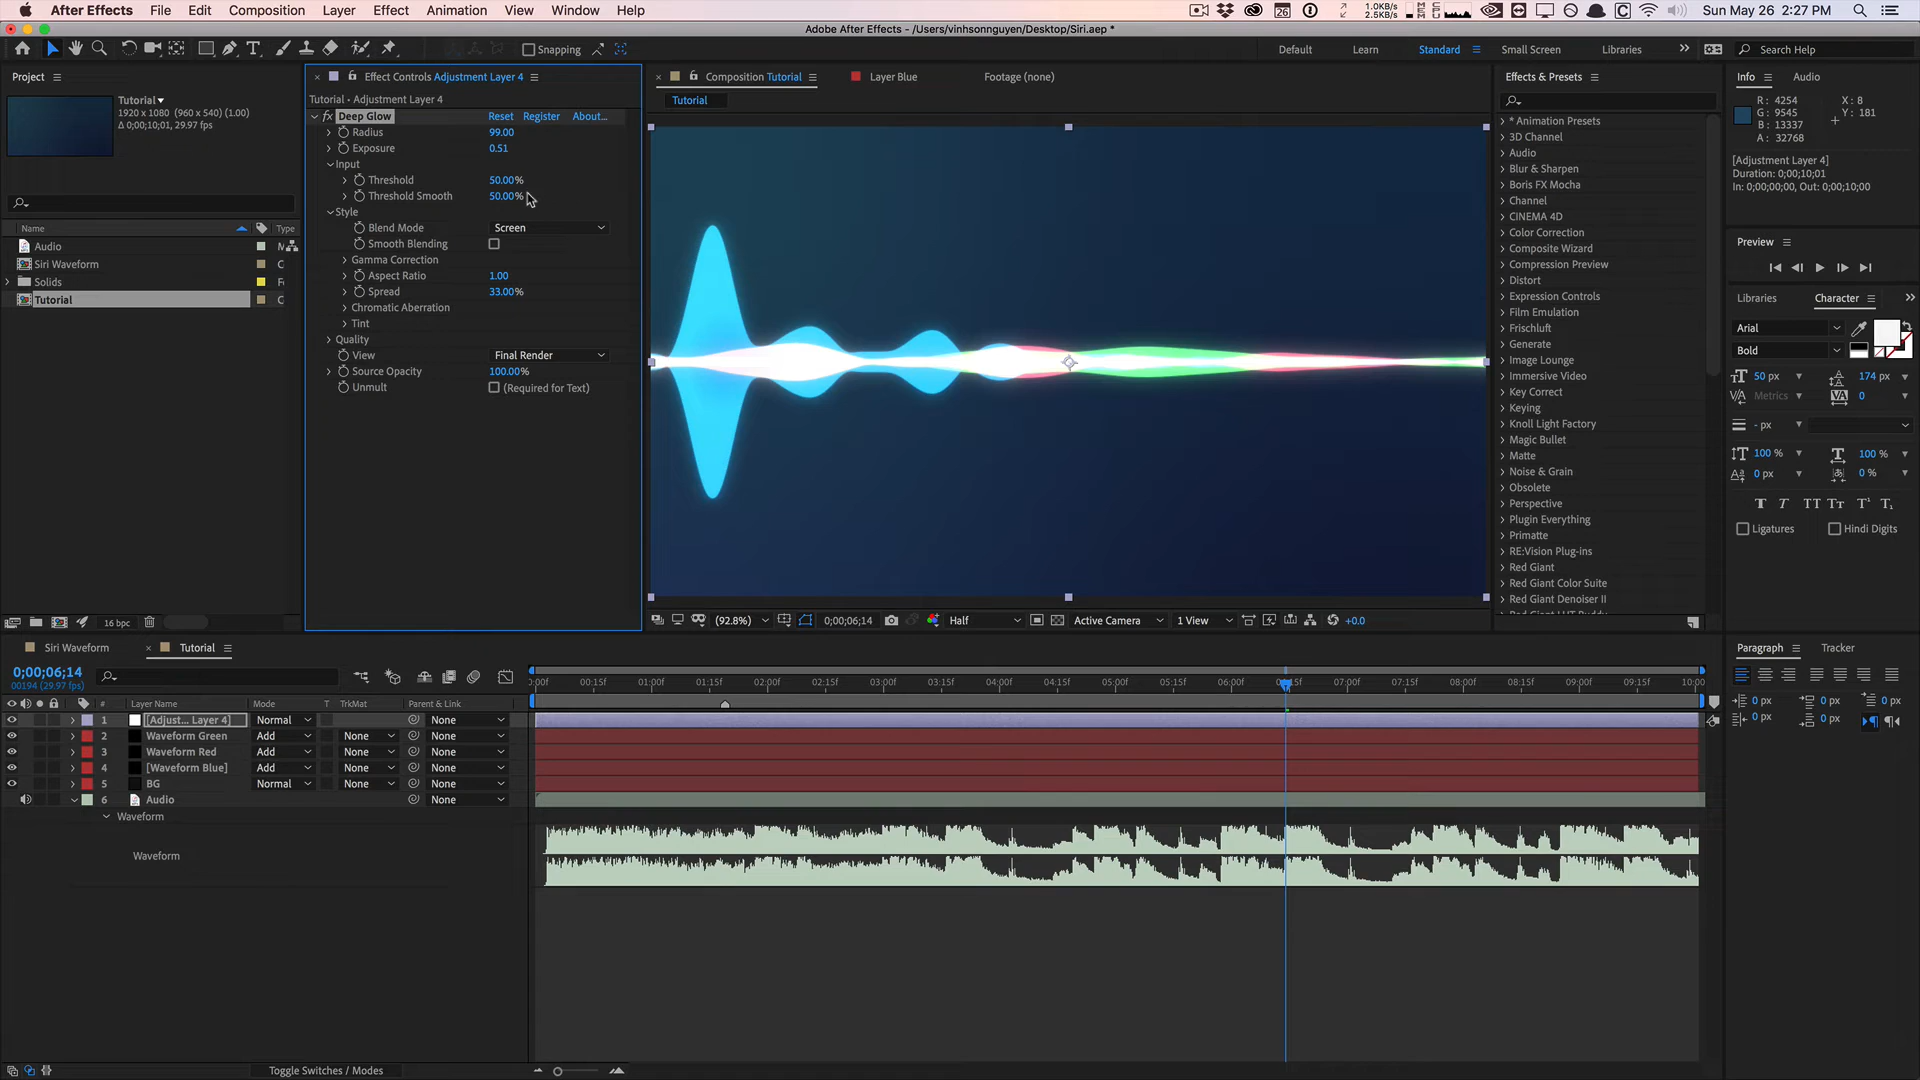 After Effects File Edit Composition Layer Effect Animation View Window Help
26 1.0KB/s 2.5KB/s Sun May 26 2:27 PM
Adobe After Effects - /Users/vinhsonnguyen/Desktop/Siri.aep *
Snapping Default Learn Standard Small Screen Libraries Search Help
Project
Tutorial
1920 x 1080 (960 x 540) (1.00)
Δ 0;00;10;01, 29.97 fps
Name Type
Audio
Siri Waveform
Solids
Tutorial
16 bpc
Effect Controls Adjustment Layer 4
Tutorial • Adjustment Layer 4
fx Deep Glow Reset Register About...
Radius 99.00
Exposure 0.51
Input
Threshold 50.00%
Threshold Smooth 50.00%
Style
Blend Mode Screen
Smooth Blending
Gamma Correction
Aspect Ratio 1.00
Spread 33.00%
Chromatic Aberration
Tint
Quality
View Final Render
Source Opacity 100.00%
Unmult (Required for Text)
Composition Tutorial Layer Blue Footage (none)
Tutorial
(92.8%) 0;00;06;14 Half Active Camera 1 View +0.0
Effects & Presets
* Animation Presets
3D Channel
Audio
Blur & Sharpen
Boris FX Mocha
Channel
CINEMA 4D
Color Correction
Composite Wizard
Compression Preview
Distort
Expression Controls
Film Emulation
Frischluft
Generate
Image Lounge
Immersive Video
Key Correct
Keying
Knoll Light Factory
Magic Bullet
Matte
Noise & Grain
Obsolete
Perspective
Plugin Everything
Primatte
RE:Vision Plug-ins
Red Giant
Red Giant Color Suite
Red Giant Denoiser II
Info Audio
R: 4254 X: 8
G: 9545 Y: 181
B: 13337
A: 32768
[Adjustment Layer 4]
Duration: 0;00;10;01
In: 0;00;00;00, Out: 0;00;10;00
Preview
Libraries Character
Arial
Bold
50 px 174 px
Metrics 0
- px
100 % 100 %
0 px 0 %
Ligatures Hindi Digits
Paragraph Tracker
0 px 0 px 0 px
0 px 0 px
Siri Waveform Tutorial
0;00;06;14
00194 (29.97 fps)
:00f 00:15f 01:00f 01:15f 02:00f 02:15f 03:00f 03:15f 04:00f 04:15f 05:00f 05:15f 06:00f 07:00f 07:15f 08:00f 08:15f 09:00f 09:15f 10:00
# Layer Name Mode T TrkMat Parent & Link
1 [Adjust... Layer 4] Normal None
2 Waveform Green Add None None
3 Waveform Red Add None None
4 [Waveform Blue] Add None None
5 BG Normal None None
6 Audio None
Waveform
Waveform
Toggle Switches / Modes